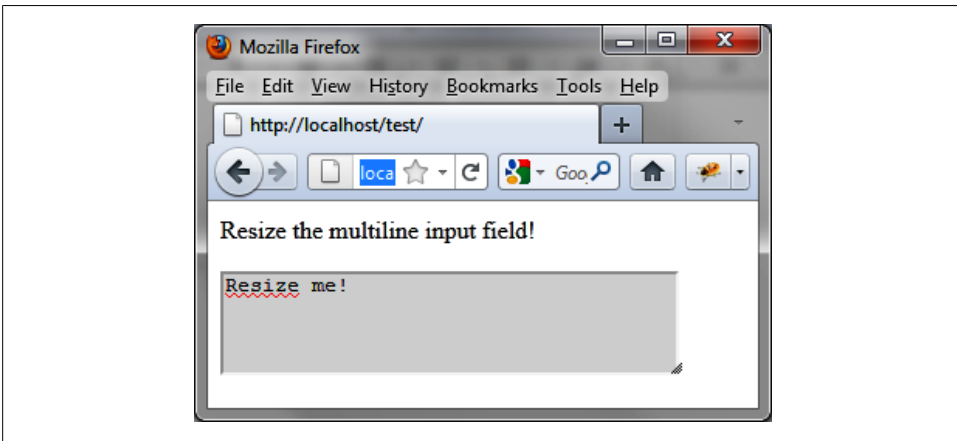 Mozilla Firefox
File Edit View History Bookmarks Tools Help
http://localhost/test/
loca Goo
Resize the multiline input field!
Resize me!